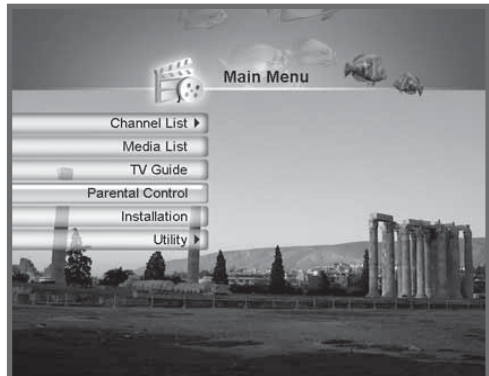 Main Menu
Channel List
Media List
TV Guide
Parental Control
Installation
Utility